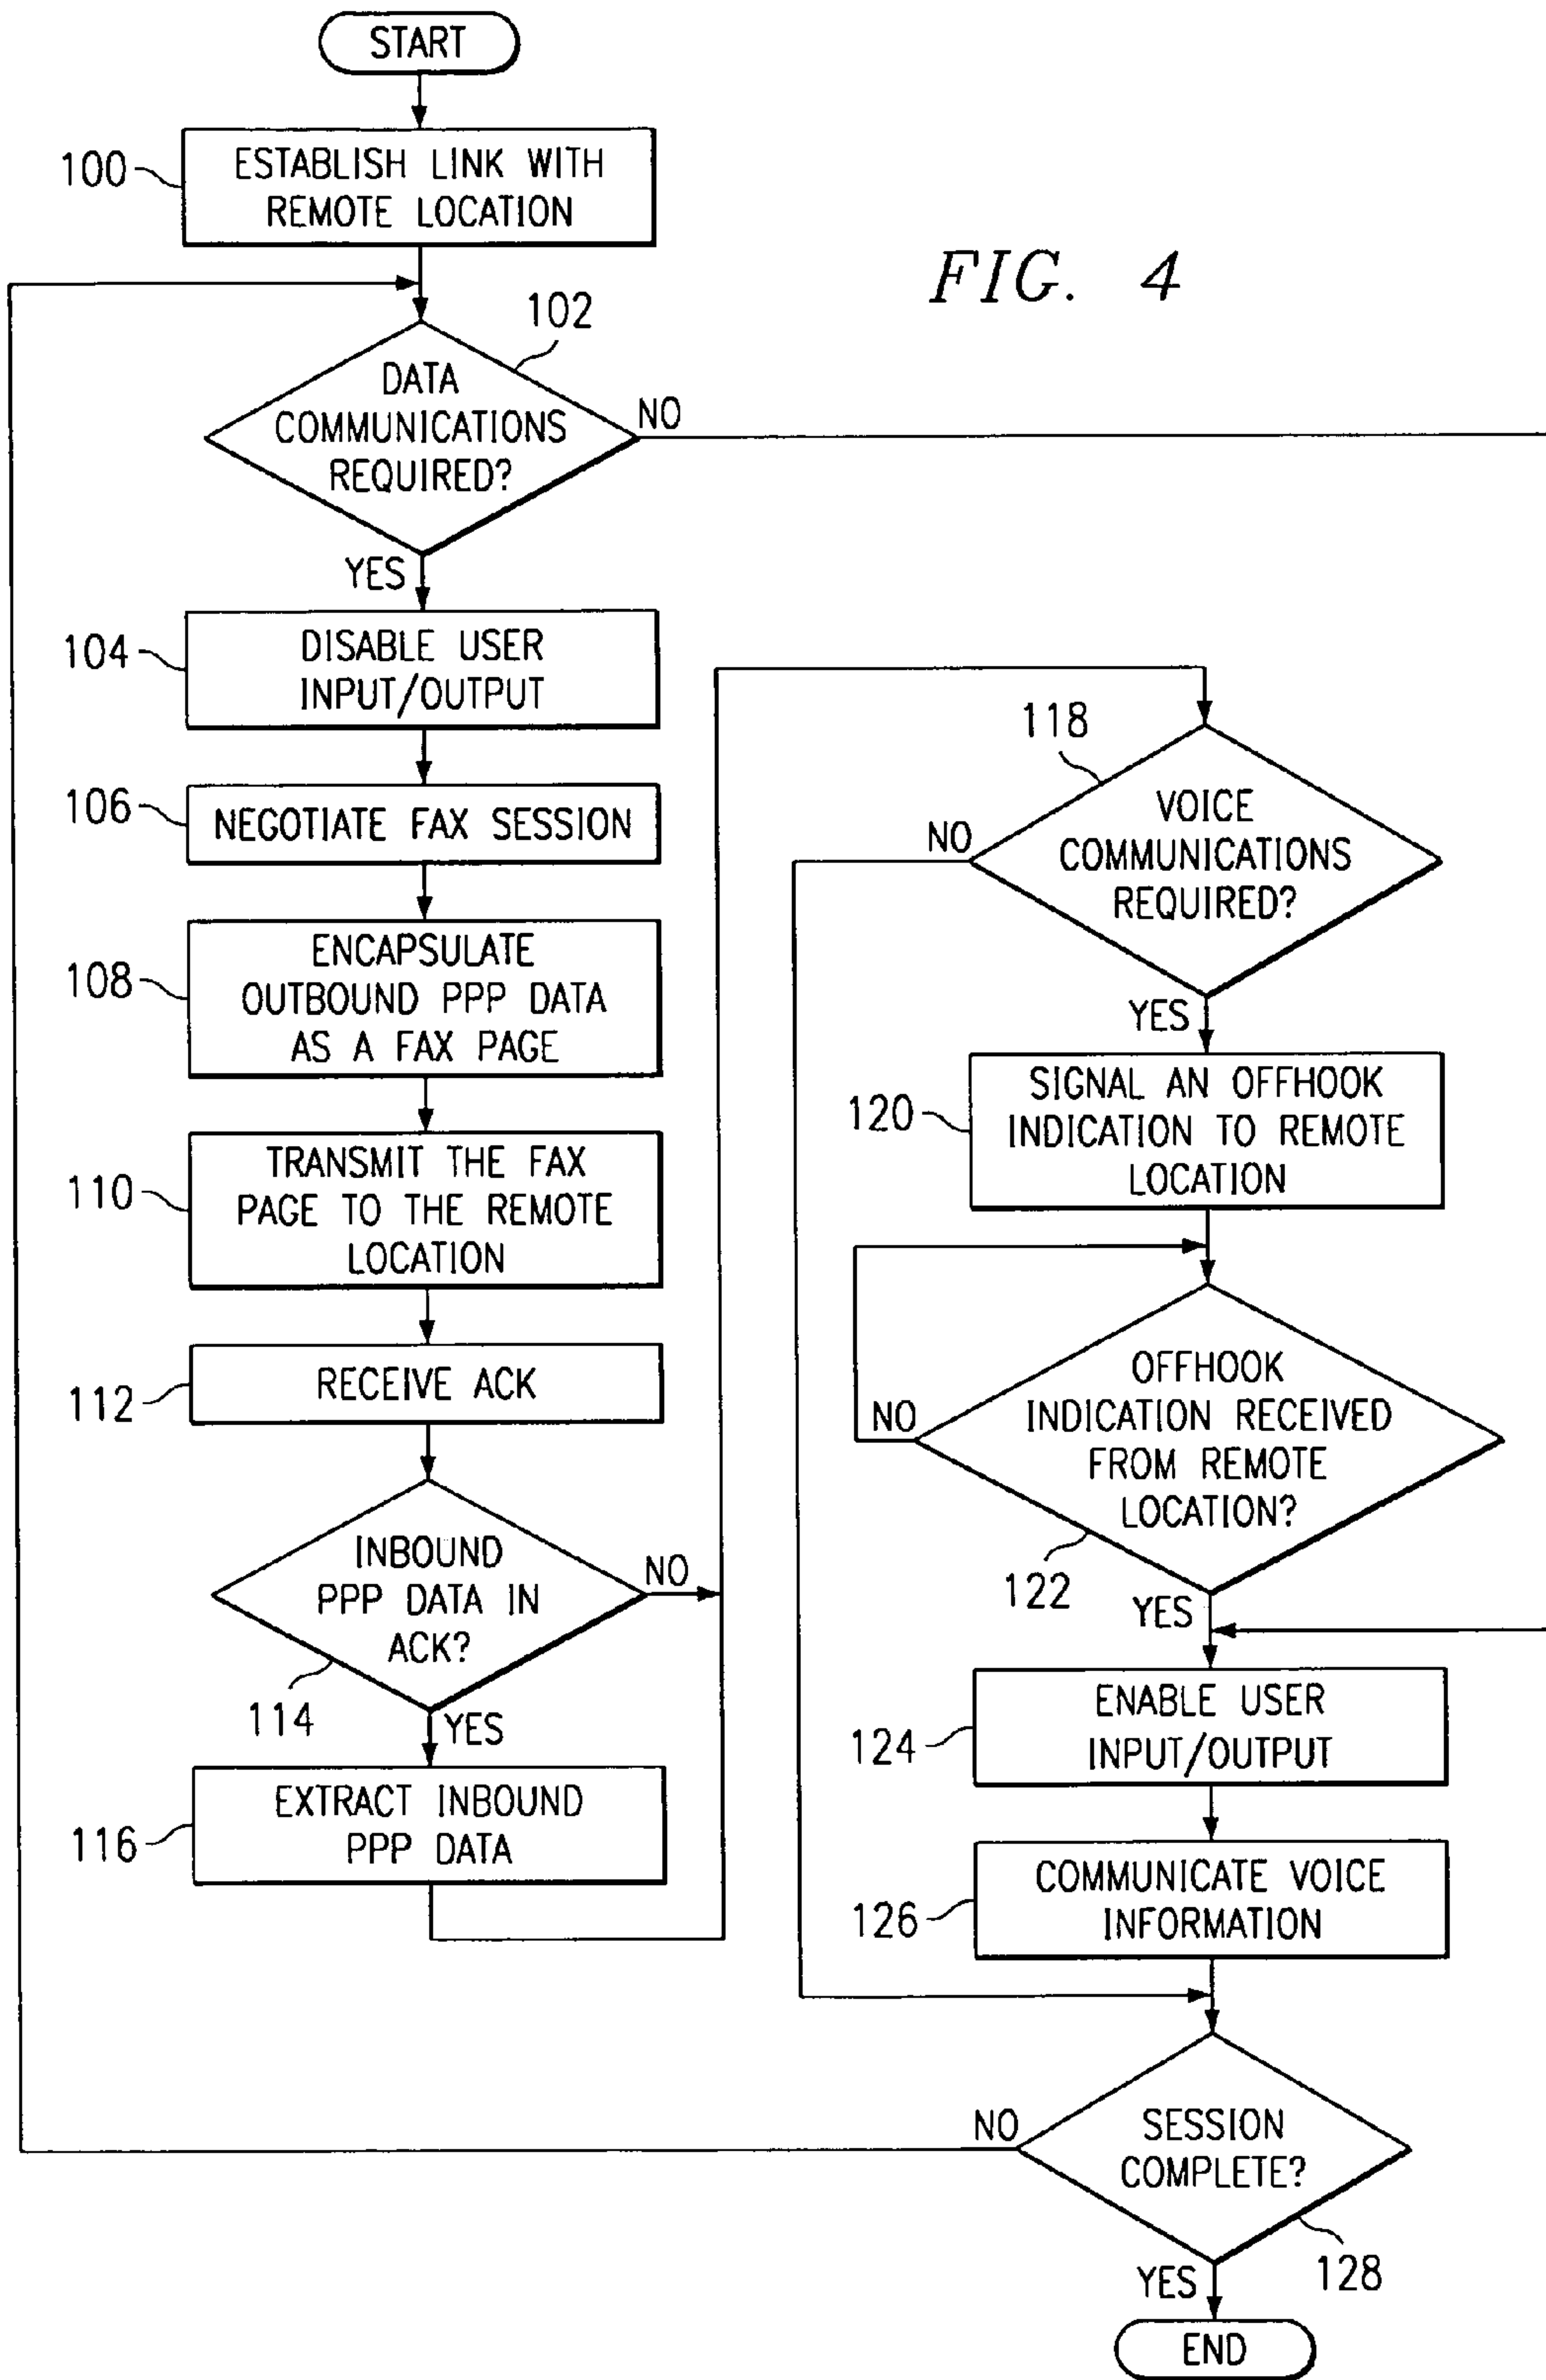 START
100
ESTABLISH LINK WITH
REMOTE LOCATION
FIG. 4
102
DATA
COMMUNICATIONS
REQUIRED?
NO
YES
104
DISABLE USER
INPUT/OUTPUT
106
NEGOTIATE FAX SESSION
108
ENCAPSULATE
OUTBOUND PPP DATA
AS A FAX PAGE
110
TRANSMIT THE FAX
PAGE TO THE REMOTE
LOCATION
112
RECEIVE ACK
INBOUND
PPP DATA IN
ACK?
NO
114
YES
116
EXTRACT INBOUND
PPP DATA
118
VOICE
COMMUNICATIONS
REQUIRED?
NO
YES
120
SIGNAL AN OFFHOOK
INDICATION TO REMOTE
LOCATION
OFFHOOK
INDICATION RECEIVED
FROM REMOTE
LOCATION?
NO
122
YES
124
ENABLE USER
INPUT/OUTPUT
126
COMMUNICATE VOICE
INFORMATION
NO
SESSION
COMPLETE?
128
YES
END